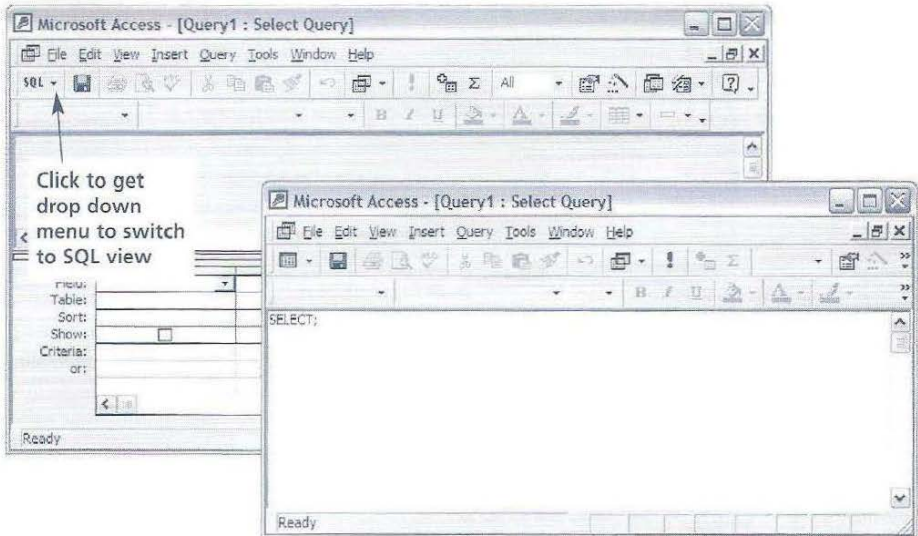 Microsoft Access - [Query1 : Select Query]
File Edit View Insert Query Tools Window Help
SQL
Σ All
B I U A
Click to get
drop down
menu to switch
to SQL view
Field:
Table:
Sort:
Show:
Criteria:
or:
Ready
Microsoft Access - [Query1 : Select Query]
File Edit View Insert Query Tools Window Help
Σ
B I U A
SELECT;
Ready